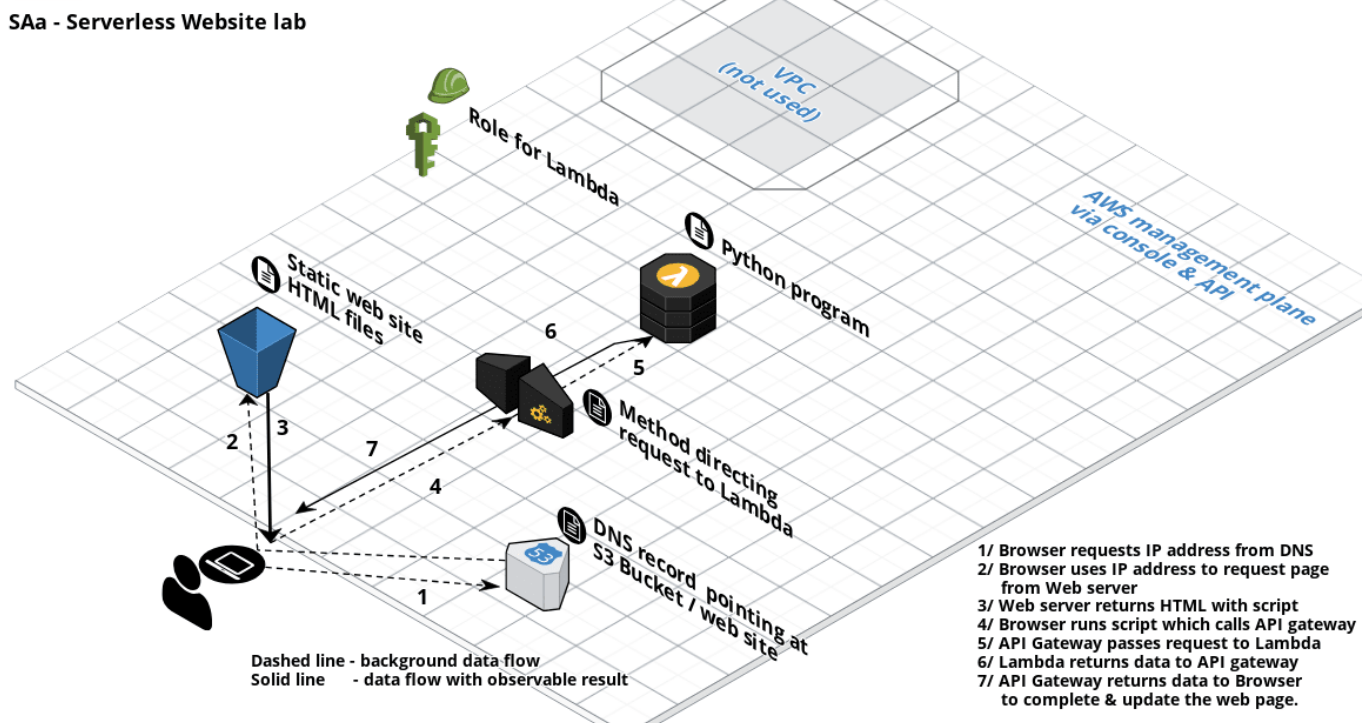 SAa - Serverless Website lab
VPC
(not used)
Role for Lambda
AWS management plane
via console & API
Python program
Static web site
HTML files
6
5
3
2
7
4
Method directing
request to Lambda
DNS record  pointing at
S3 Bucket / web site
53
1
1/ Browser requests IP address from DNS
2/ Browser uses IP address to request page
from Web server
3/ Web server returns HTML with script
4/ Browser runs script which calls API gateway
5/ API Gateway passes request to Lambda
6/ Lambda returns data to API gateway
7/ API Gateway returns data to Browser
to complete & update the web page.
Dashed line - background data flow
Solid line - data flow with observable result